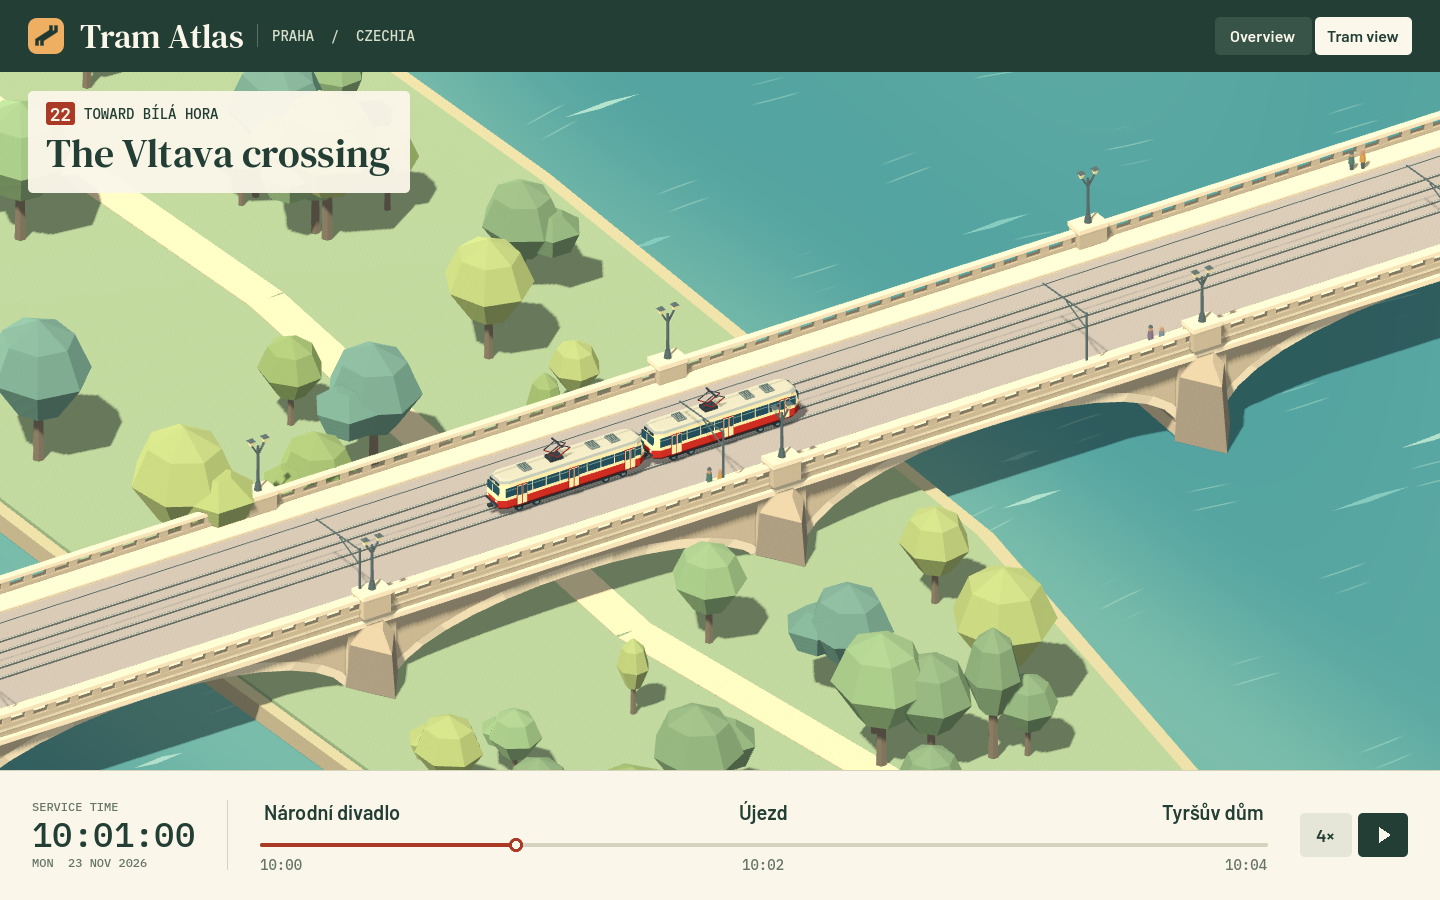 Tram Atlas
PRAHA / CZECHIA
Overview
Tram view
22 TOWARD BÍLÁ HORA
The Vltava crossing
SERVICE TIME
10:01:00
MON 23 NOV 2026
Národní divadlo
Újezd
Tyršův dům
10:00
10:02
10:04
4×